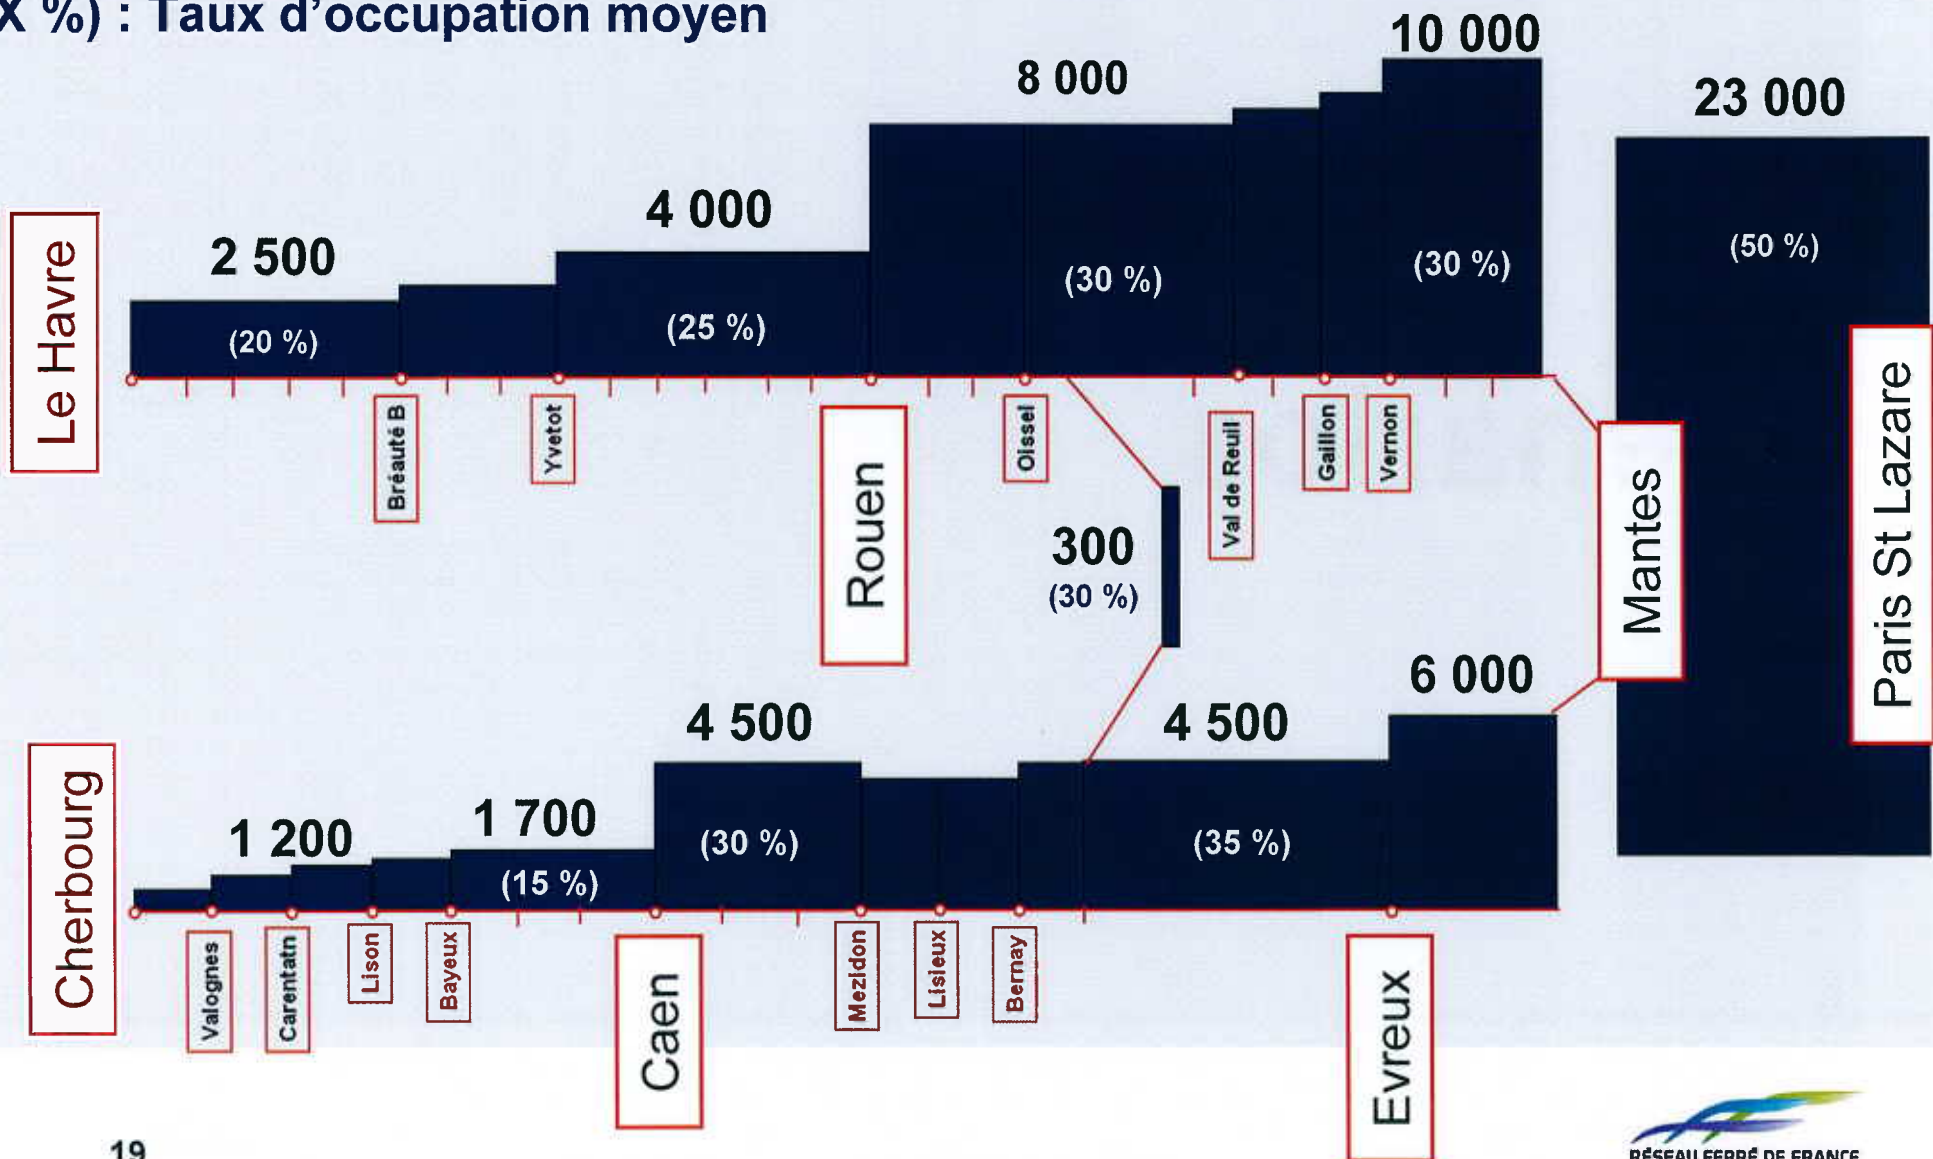 X %) : Taux d'occupation moyen
10 000
8 000
23 000
4 000
2 500
(50 %)
(30 %)
(30 %)
(25 %)
(20 %)
Le Havre
Bréauté B
Yvetot
Rouen
Oissel
Val de Reuil
Gaillon
Vernon
Mantes
Paris St Lazare
300
(30 %)
6 000
4 500
4 500
1 700
1 200
(30 %)
(35 %)
(15 %)
Cherbourg
Valognes
Carentatn
Lison
Bayeux
Caen
Mezidon
Lisieux
Bernay
Evreux
19
RÉSEAU FERRÉ DE FRANCE